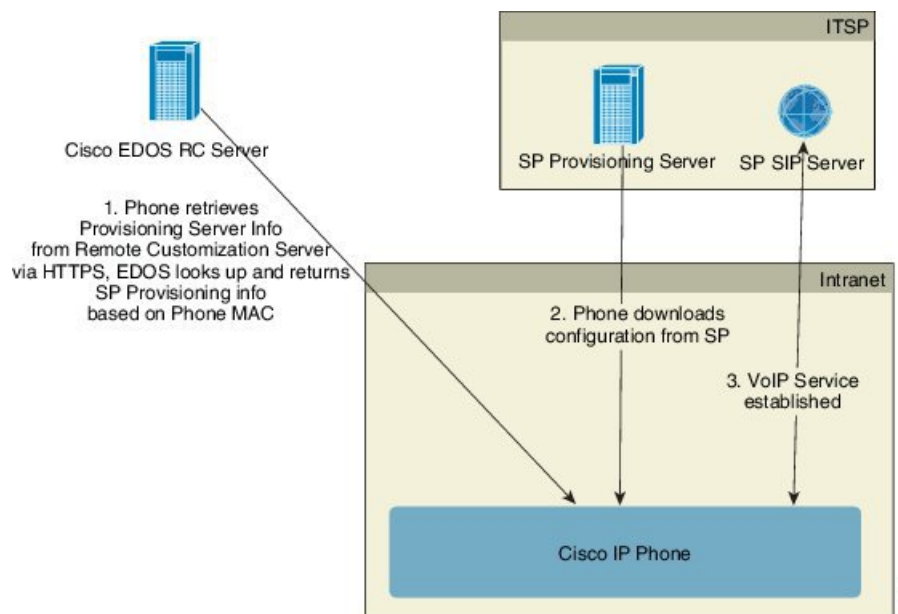 ITSP
Cisco EDOS RC Server
SP Provisioning Server
SP SIP Server
1. Phone retrieves
Provisioning Server Info
from Remote Customization Server
via HTTPS, EDOS looks up and returns
SP Provisioning info
based on Phone MAC
Intranet
2. Phone downloads
configuration from SP
3. VoIP Service
established
Cisco IP Phone